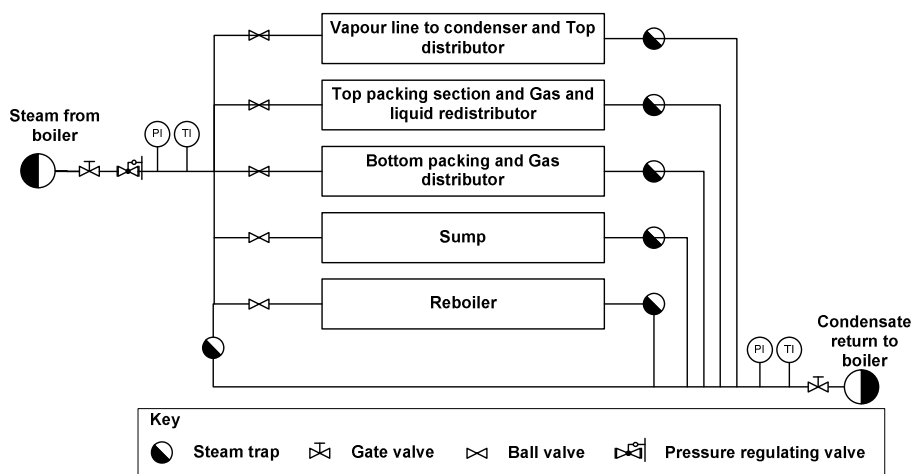 Vapour line to condenser and Top
distributor
Top packing section and Gas and
liquid redistributor
Steam from
boiler
PI
TI
Bottom packing and Gas
distributor
Sump
Reboiler
Condensate
return to
boiler
PI
TI
Key
Steam trap
Gate valve
Ball valve
Pressure regulating valve